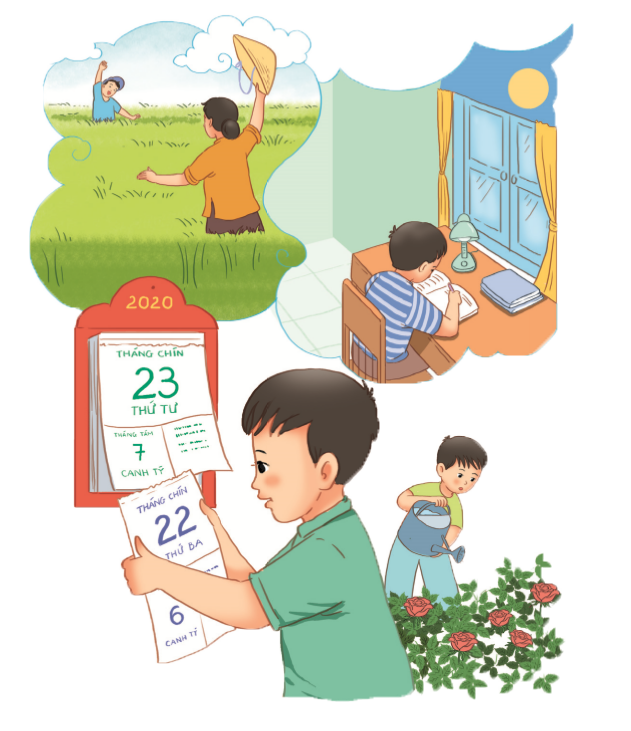 2020
THÁNG CHÍN
23
THỨ TƯ
THÁNG TÁM
7
CANH TÝ
THÁNG CHÍN
22
THỨ BA
6
CANH TÝ